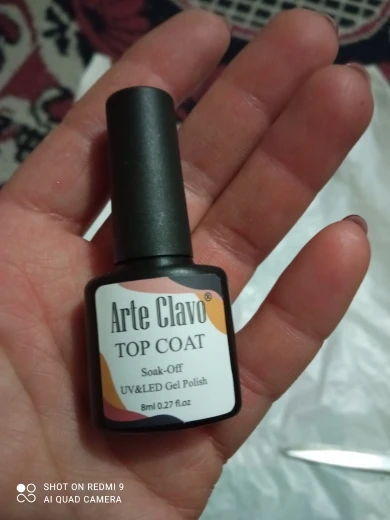 Arte Clavo®
TOP COAT
Soak-Off
UV&LED Gel Polish
8ml 0.27 fl.oz
SHOT ON REDMI 9
AI QUAD CAMERA